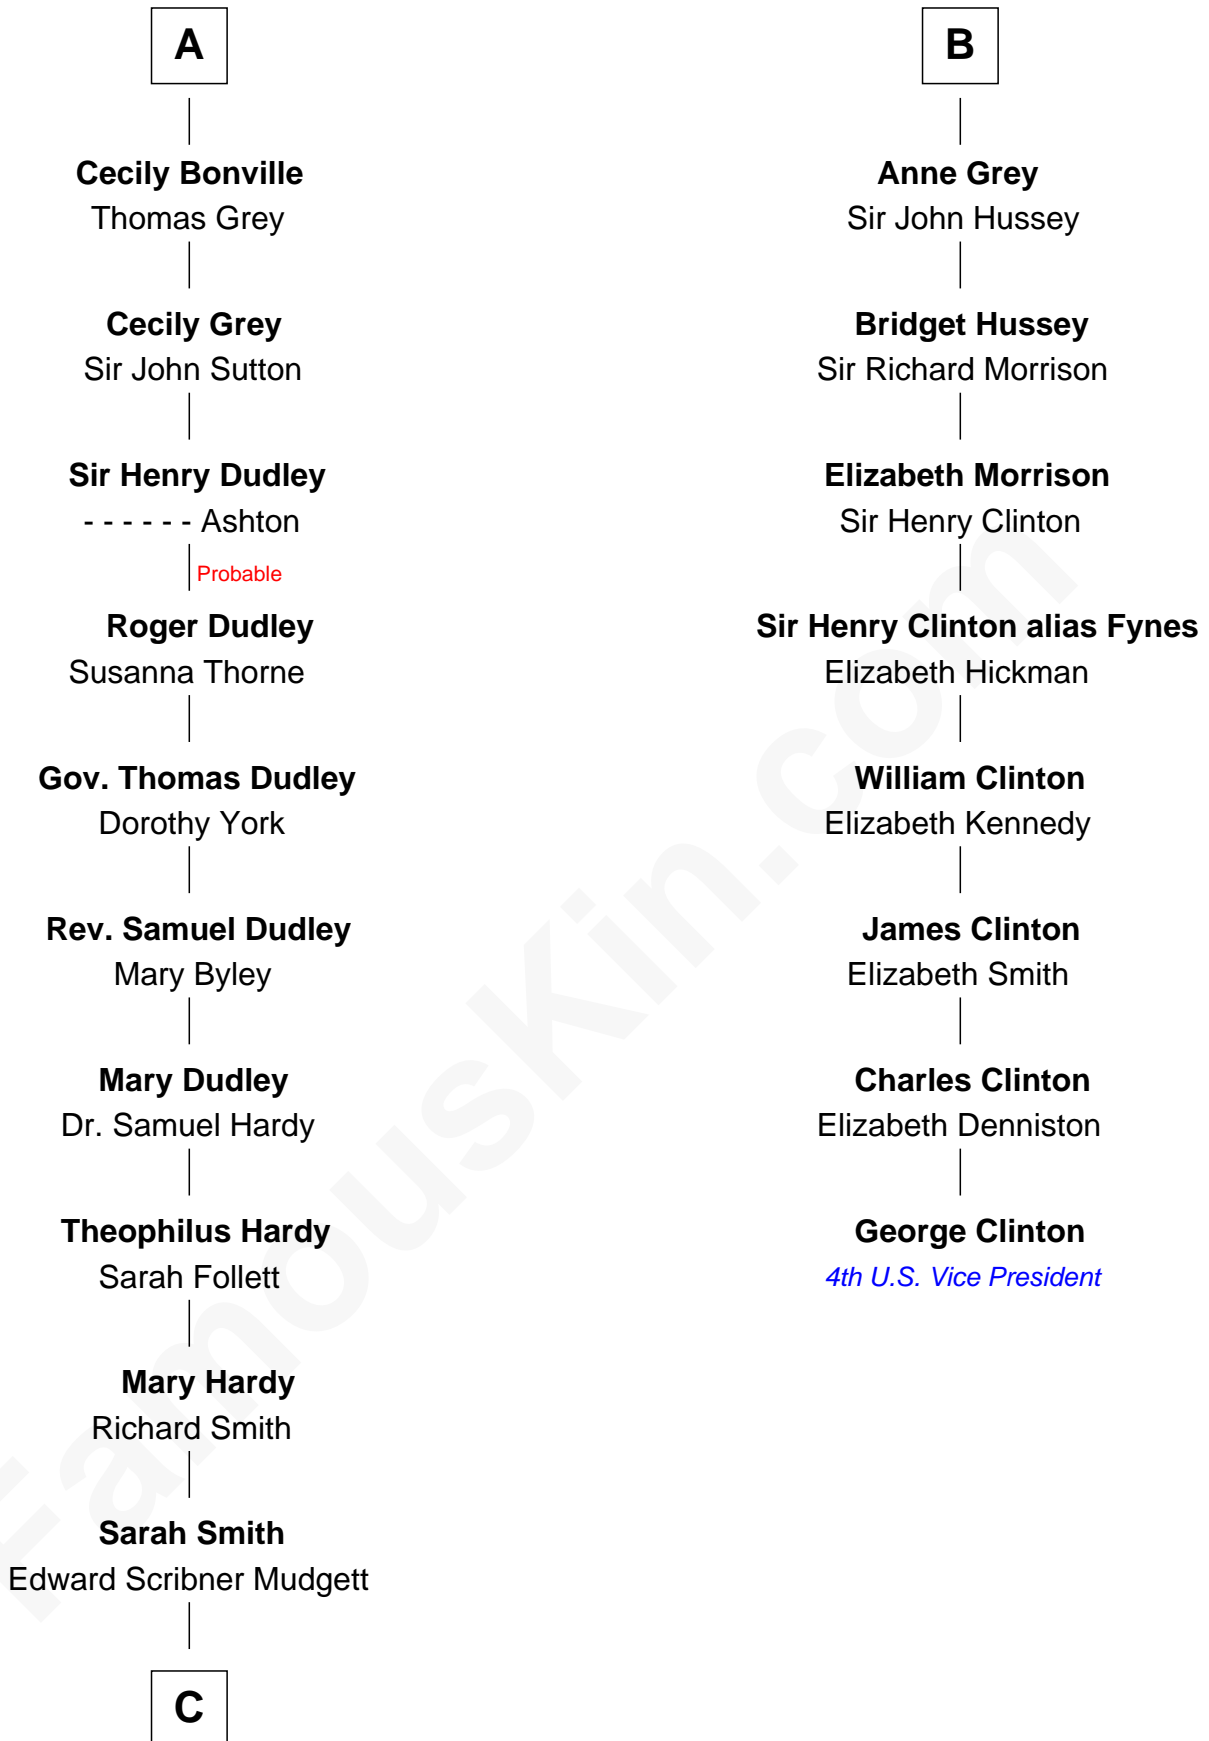 A
Cecily Bonville
Thomas Grey
Cecily Grey
Sir John Sutton
Sir Henry Dudley
- - - - - - Ashton
Probable
Roger Dudley
Susanna Thorne
Gov. Thomas Dudley
Dorothy York
Rev. Samuel Dudley
Mary Byley
Mary Dudley
Dr. Samuel Hardy
Theophilus Hardy
Sarah Follett
Mary Hardy
Richard Smith
Sarah Smith
Edward Scribner Mudgett
C
B
Anne Grey
Sir John Hussey
Bridget Hussey
Sir Richard Morrison
Elizabeth Morrison
Sir Henry Clinton
Sir Henry Clinton alias Fynes
Elizabeth Hickman
William Clinton
Elizabeth Kennedy
James Clinton
Elizabeth Smith
Charles Clinton
Elizabeth Denniston
George Clinton
4th U.S. Vice President
FamousKin.com